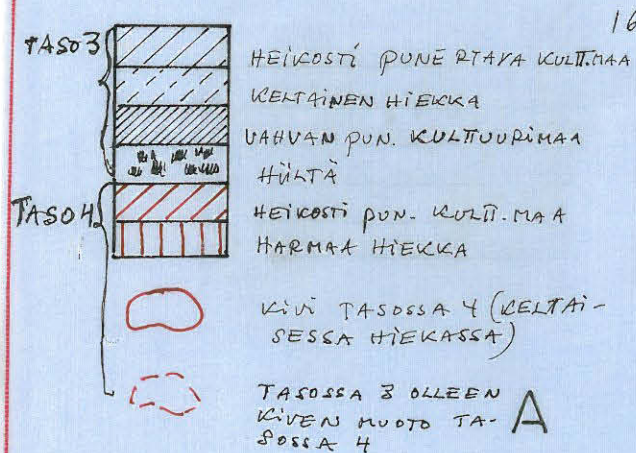 16
TASO 3
HEIKOSTI PUNERTAVA KULTT.MAA
KELTAINEN HIEKKA
VAHVAN PUN. KULTTUURIMAA
HIILTÄ
TASO 4
HEIKOSTI PUN. KULTT.MAA
HARMAA HIEKKA
KIVI TASOSSA 4 (KELTAI-
SESSA HIEKASSA)
TASOSSA 3 OLLEEN
KIVEN MUOTO TA-
SOSSA 4
A